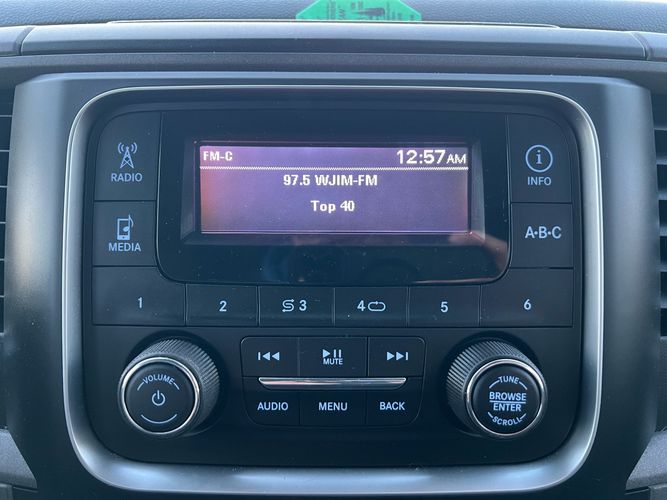 FM-C 12:57AM
97.5 WJIM-FM
Top 40
RADIO
MEDIA
i
INFO
A•B•C
1 2 3 4 5 6
MUTE
AUDIO MENU BACK
VOLUME
TUNE
BROWSE
ENTER
SCROLL